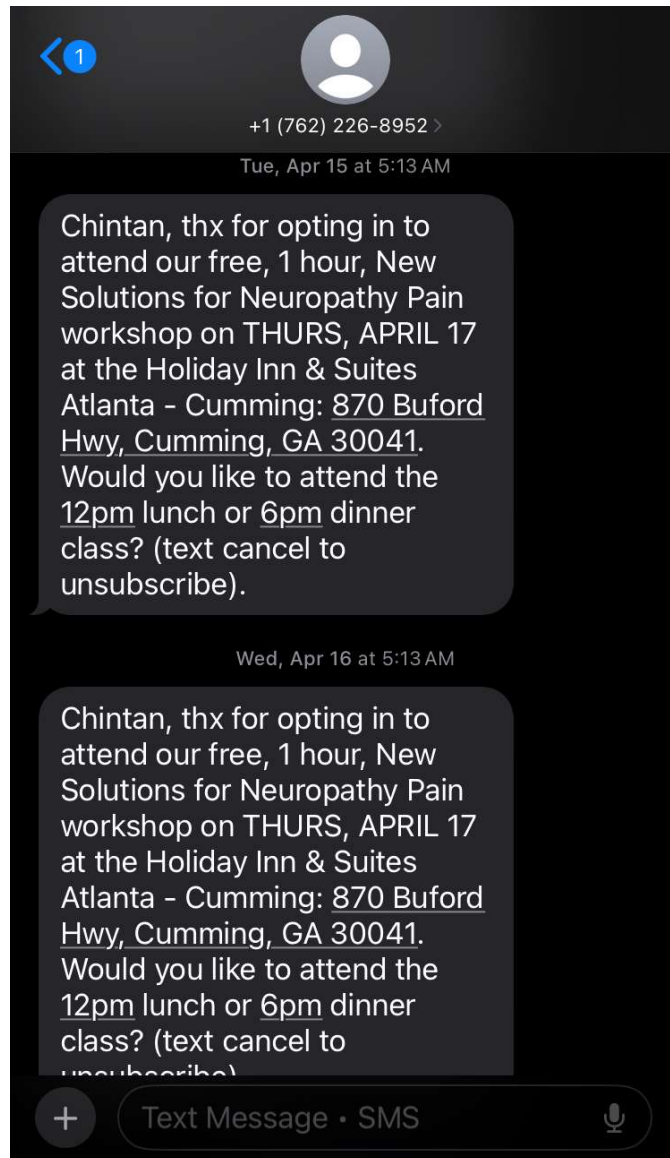 1
+1 (762) 226-8952 >
Tue, Apr 15 at 5:13 AM
Chintan, thx for opting in to
attend our free, 1 hour, New
Solutions for Neuropathy Pain
workshop on THURS, APRIL 17
at the Holiday Inn & Suites
Atlanta - Cumming: 870 Buford
Hwy, Cumming, GA 30041.
Would you like to attend the
12pm lunch or 6pm dinner
class? (text cancel to
unsubscribe).
Wed, Apr 16 at 5:13 AM
Chintan, thx for opting in to
attend our free, 1 hour, New
Solutions for Neuropathy Pain
workshop on THURS, APRIL 17
at the Holiday Inn & Suites
Atlanta - Cumming: 870 Buford
Hwy, Cumming, GA 30041.
Would you like to attend the
12pm lunch or 6pm dinner
class? (text cancel to
unsubscribe)
Text Message • SMS